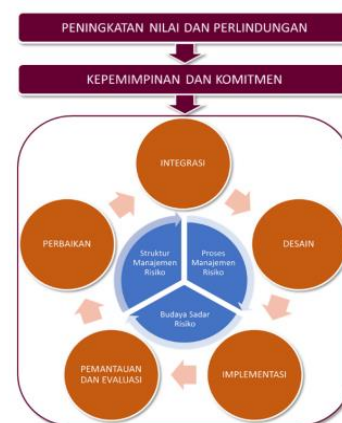 PENINGKATAN NILAI DAN PERLINDUNGAN
KEPEMIMPINAN DAN KOMITMEN
INTEGRASI
PERBAIKAN
DESAIN
Struktur
Manajemen
Risiko
Proses
Manajemen
Risiko
Budaya Sadar
Risiko
PEMANTAUAN
DAN EVALUASI
IMPLEMENTASI